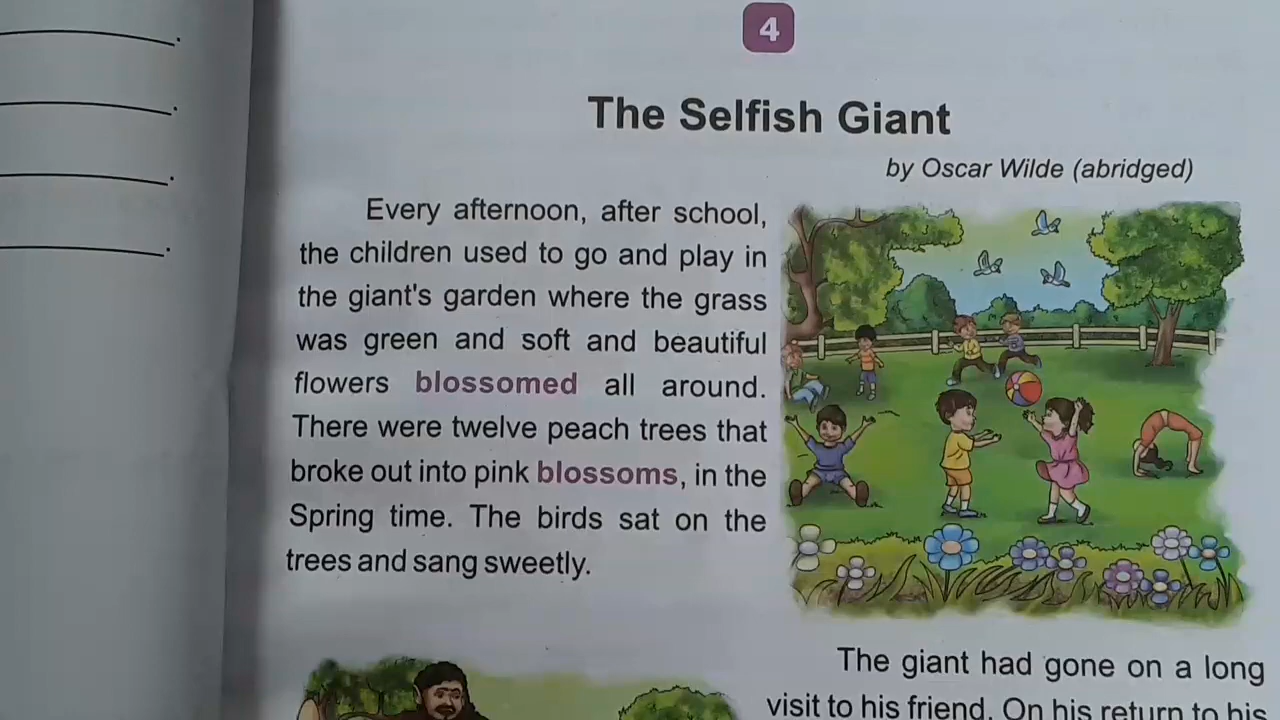 4
The Selfish Giant
by Oscar Wilde (abridged)
Every afternoon, after school,
the children used to go and play in
the giant's garden where the grass
was green and soft and beautiful
flowers blossomed all around.
There were twelve peach trees that
broke out into pink blossoms, in the
Spring time. The birds sat on the
trees and sang sweetly.
The giant had gone on a long
visit to his friend. On his return to his